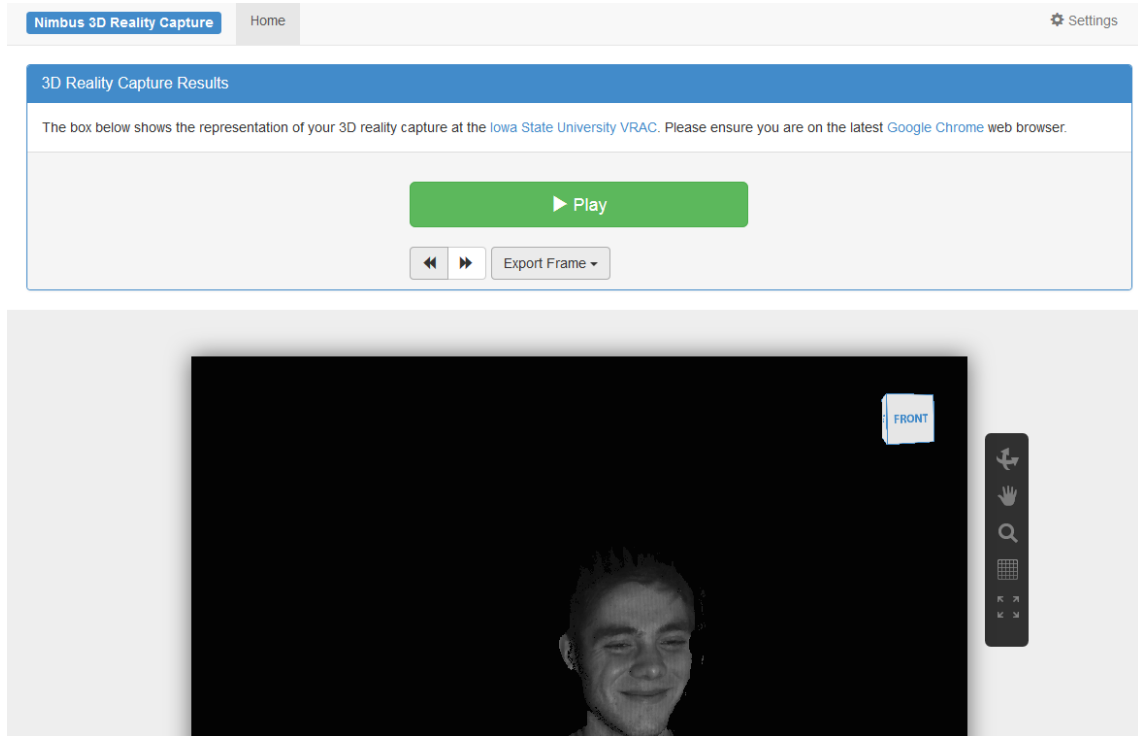 Nimbus 3D Reality Capture Home Settings
3D Reality Capture Results
The box below shows the representation of your 3D reality capture at the Iowa State University VRAC. Please ensure you are on the latest Google Chrome web browser.
Play
Export Frame
FRONT